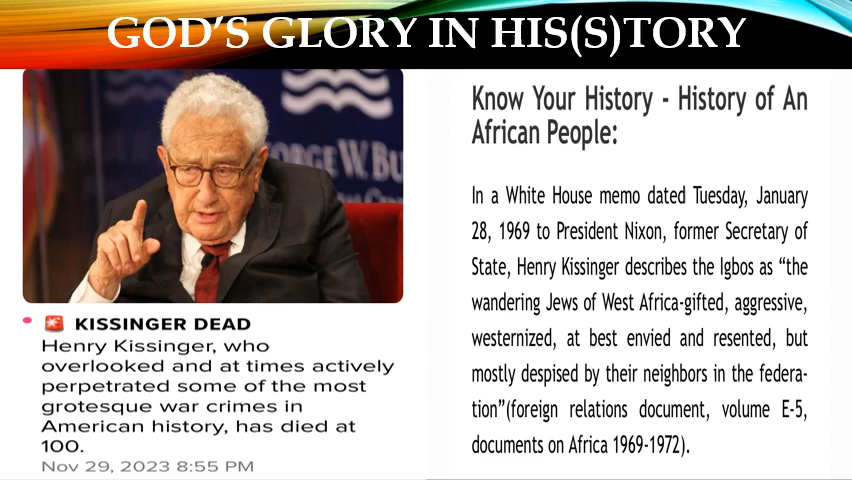 GOD'S GLORY IN HIS(S)TORY
ORGE W. BU
KISSINGER DEAD
Henry Kissinger, who
overlooked and at times actively
perpetrated some of the most
grotesque war crimes in
American history, has died at
100.
Nov 29, 2023 8:55 PM
Know Your History - History of An
African People:
In a White House memo dated Tuesday, January
28, 1969 to President Nixon, former Secretary of
State, Henry Kissinger describes the Igbos as “the
wandering Jews of West Africa-gifted, aggressive,
westernized, at best envied and resented, but
mostly despised by their neighbors in the federa-
tion”(foreign relations document, volume E-5,
documents on Africa 1969-1972).